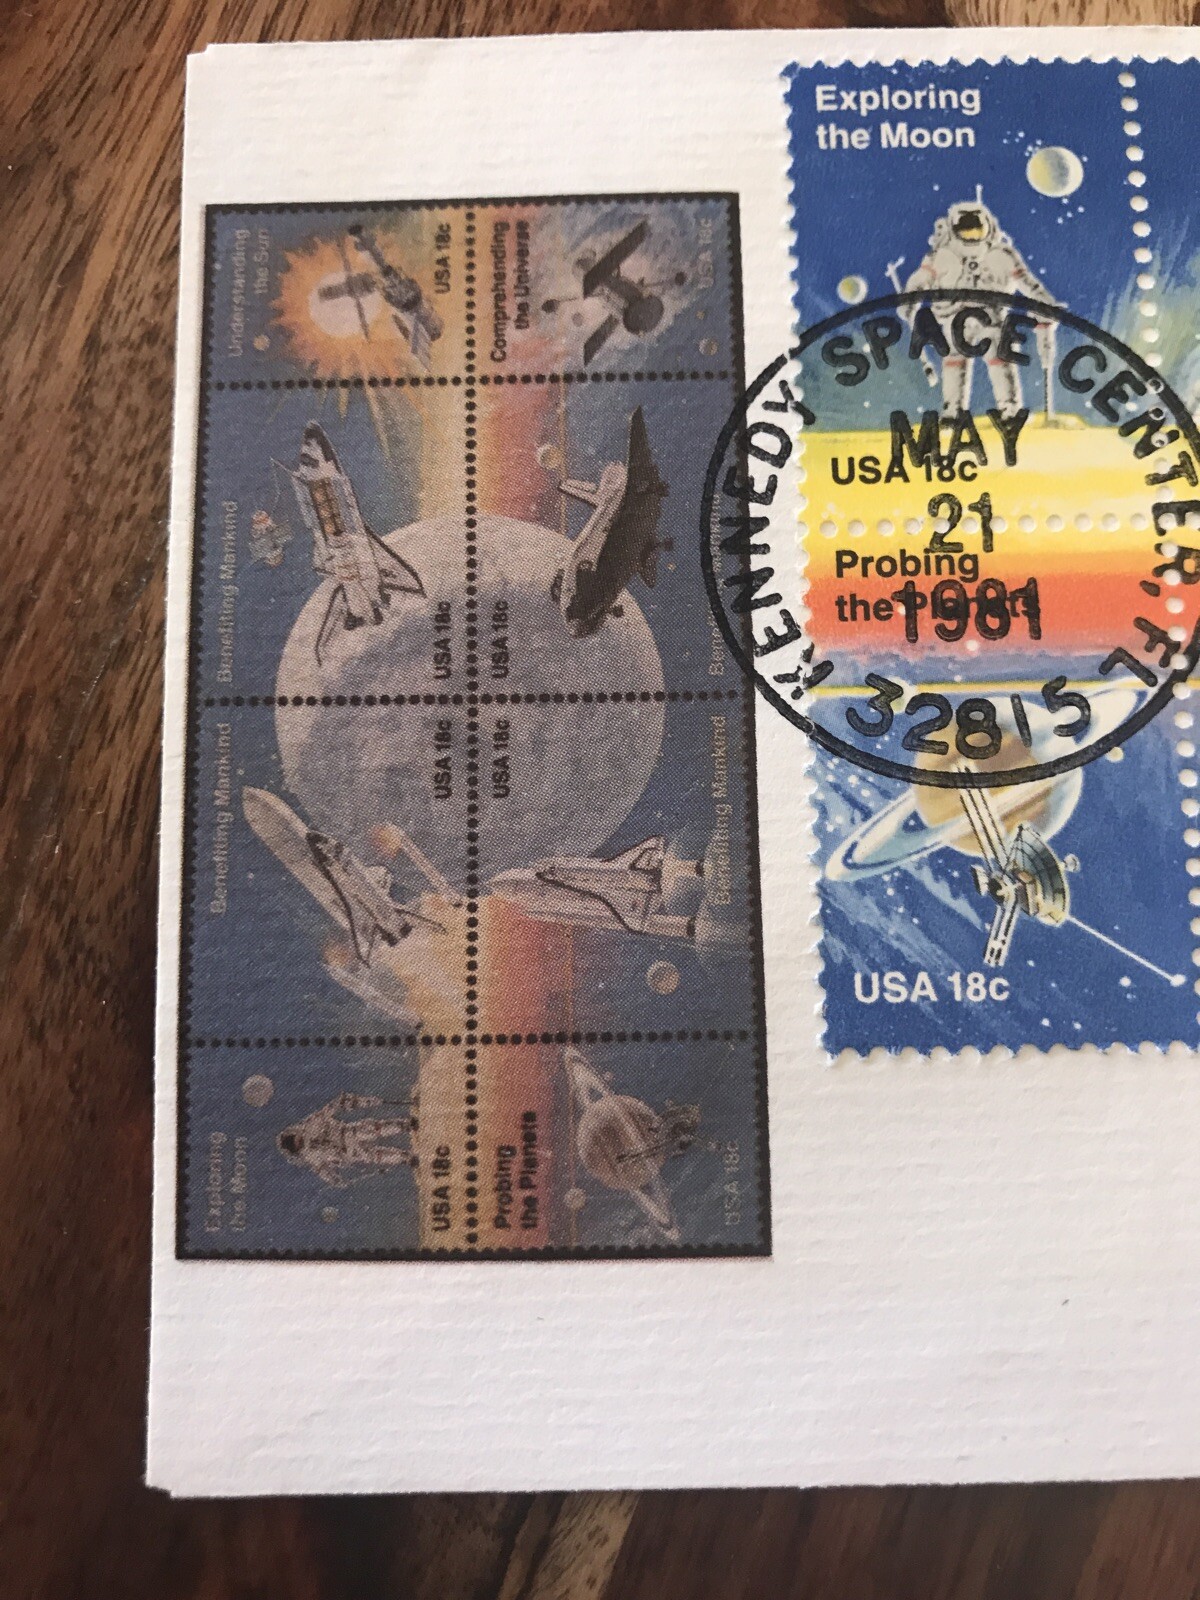 Understanding
the Sun
USA 18c
Comprehending
the Universe
USA 18c
Benefiting Mankind
USA 18c
USA 18c
Benefiting Mankind
Benefiting Mankind
USA 18c
USA 18c
Benefiting Mankind
Exploring
the Moon
USA 18c
Probing
the Planets
USA 18c
Exploring
the Moon
USA 18c
Probing
the Planets
USA 18c
KENNEDY SPACE CENTER, FL
MAY
21
1981
32815